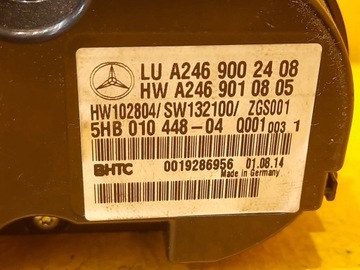 LU A246 900 24 08
HW A246 901 08 05
HW102804/SW132100/ ZGS001
5HB 010 448-04 0001 003 1
BHTC 0019286956 01.08.14
Made in Germany